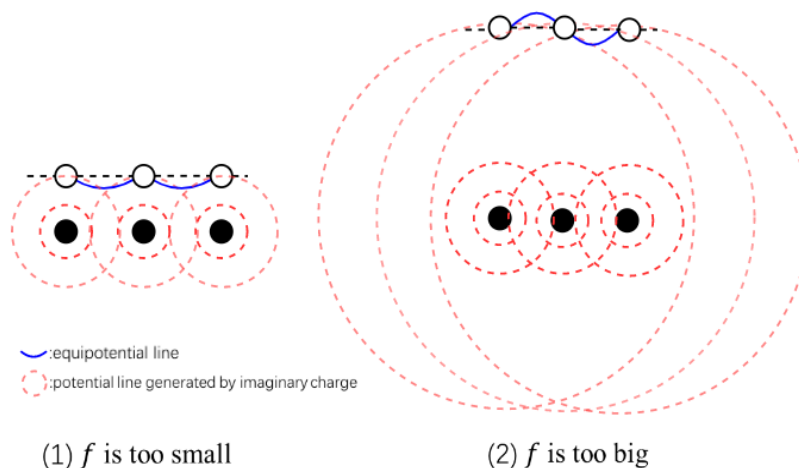 :equipotential line
:potential line generated by imaginary charge
(1) f is too small
(2) f is too big